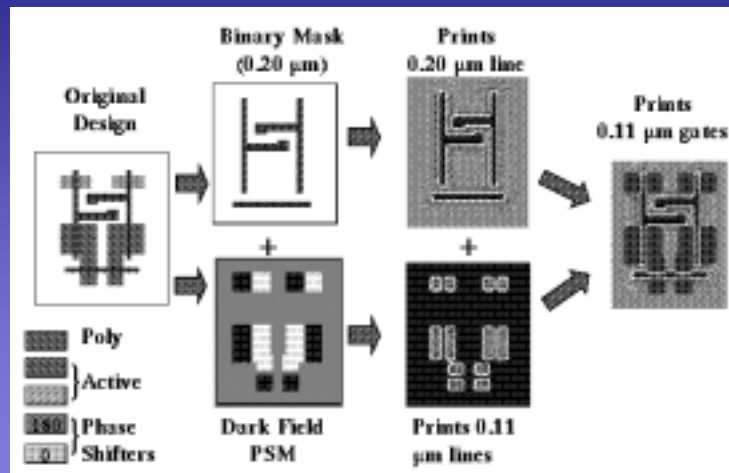 Original
Design
Binary Mask
(0.20 µm)
Prints
0.20 µm line
Prints
0.11 µm gates
+
+
Poly
Active
180 Phase
0 Shifters
Dark Field
PSM
Prints 0.11
µm lines